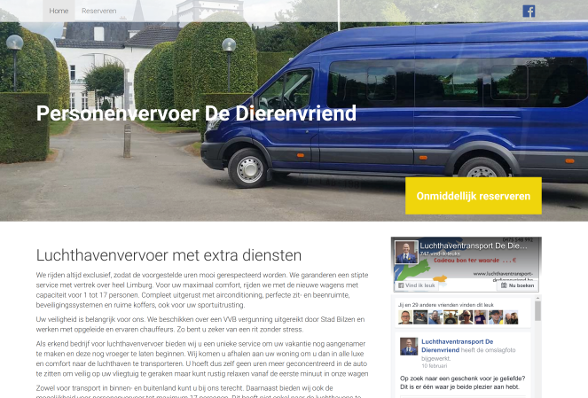 Home Reserveren
Personenvervoer De Dierenvriend
Onmiddellijk reserveren
Luchthavenvervoer met extra diensten
We rijden altijd exclusief, zodat de voorgestelde uren mooi gerespecteerd worden. We garanderen een stipte
service met vertrek over heel Limburg. Voor uw maximaal comfort, rijden we met de nieuwe wagens met
capaciteit voor 1 tot 17 personen. Compleet uitgerust met airconditioning, perfecte zit- en beenruimte,
beveiligingssystemen en ruime koffers, ook voor uw sportuitrusting.
Uw veiligheid is belangrijk voor ons. We beschikken over een VVB vergunning uitgereikt door Stad Bilzen en
werken met opgeleide en ervaren chauffeurs. Zo bent u zeker van een rit zonder stress.
Als erkend bedrijf voor luchthavenvervoer bieden wij u een unieke service om uw vakantie nog aangenamer
te maken en deze nog vroeger te laten beginnen. Wij komen u afhalen aan uw woning om u dan in alle luxe
en comfort naar de luchthaven te transporteren. U hoeft dus zelf geen uren meer geconcentreerd in de auto
te zitten om veilig op uw vliegtuig te geraken maar kunt rustig relaxen vanaf de eerste minuut in onze wagen
Zowel voor transport in binnen- en buitenland kunt u bij ons terecht. Daarnaast bieden wij ook de
Luchthaventransport De Die...
747 vind-ik-leuks
www.luchthaventransport-
Vind ik leuk
Nu boeken
Jij en 29 andere vrienden vinden dit leuk
Luchthaventransport De
Dierenvriend heeft de omslagfoto
bijgewerkt.
10 februari
Op zoek naar een geschenk voor je geliefde?
Dit is er één waar je beide plezier aan hebt.